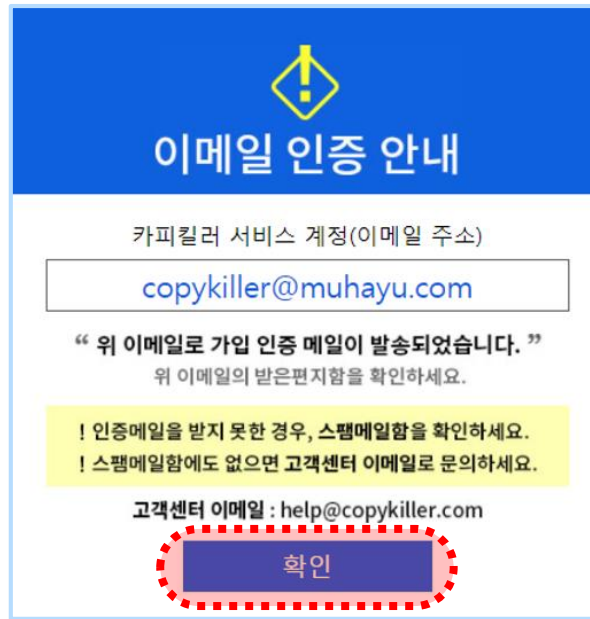 이메일 인증 안내
카피킬러 서비스 계정(이메일 주소)
copykiller@muhayu.com
“ 위 이메일로 가입 인증 메일이 발송되었습니다. ”
위 이메일의 받은편지함을 확인하세요.
! 인증메일을 받지 못한 경우, 스팸메일함을 확인하세요.
! 스팸메일함에도 없으면 고객센터 이메일로 문의하세요.
고객센터 이메일 : help@copykiller.com
확인